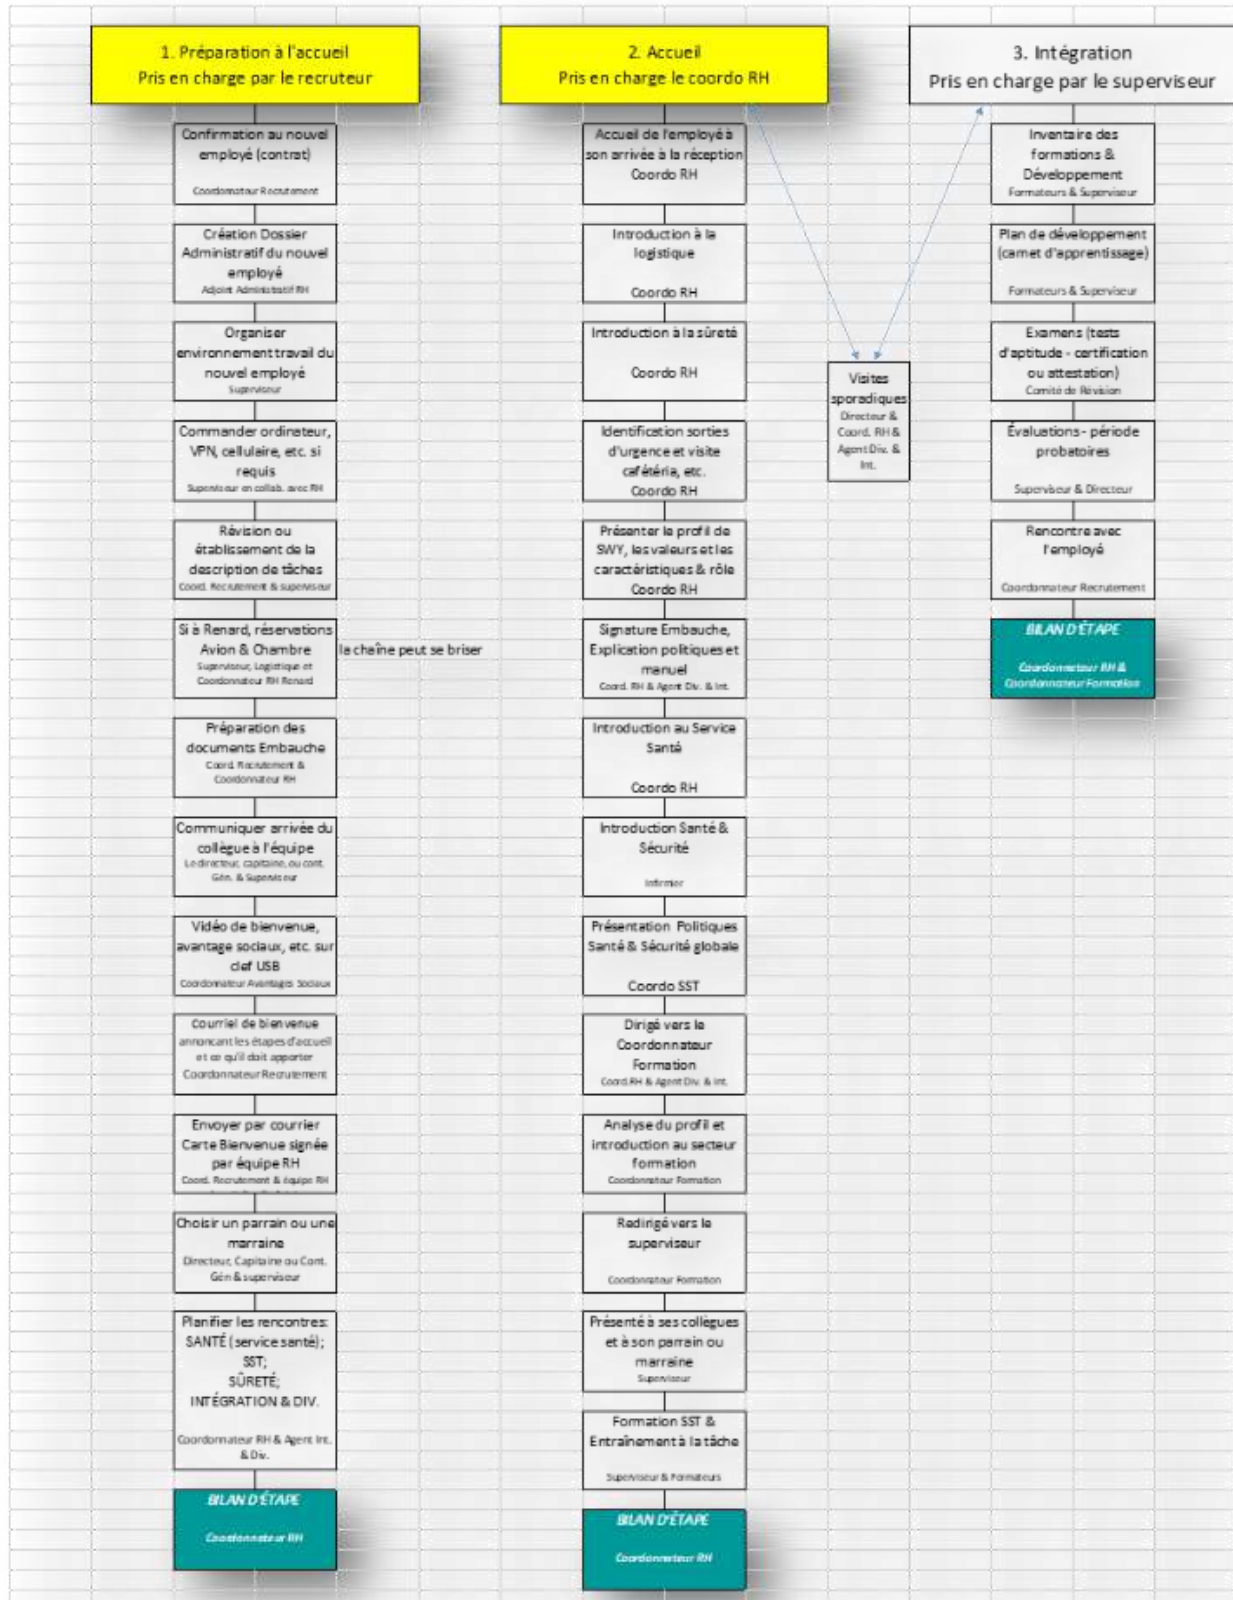 1. Préparation à l'accueil
Pris en charge par le recruteur
Confirmation au nouvel
employé (contrat)
Coordonnateur Recrutement
Création Dossier
Administratif du nouvel
employé
Adjoint Administratif RH
Organiser
environnement travail du
nouvel employé
Superviseur
Commander ordinateur,
VPN, cellulaire, etc. si
requis
Superviseur en collab. avec RH
Révision ou
établissement de la
description de tâches
Coord. Recrutement & superviseur
Si à Renard, réservations
Avion & Chambre
Superviseur, Logistique et
Coordonnateur RH Renard
la chaîne peut se briser
Préparation des
documents Embauche
Coord. Recrutement &
Coordonnateur RH
Communiquer arrivée du
collègue à l'équipe
Le directeur, capitaine, ou cont.
Gén. & Superviseur
Vidéo de bienvenue,
avantage sociaux, etc. sur
clef USB
Coordonnateur Avantages Sociaux
Courriel de bienvenue
annoncant les étapes d'accueil
et ce qu'il doit apporter
Coordonnateur Recrutement
Envoyer par courrier
Carte Bienvenue signée
par équipe RH
Coord. Recrutement & équipe RH
Choisir un parrain ou une
marraine
Directeur, Capitaine ou Cont.
Gén & superviseur
Planifier les rencontres:
SANTÉ (service santé);
SST;
SÛRETÉ;
INTÉGRATION & DIV.
Coordonnateur RH & Agent Int.
& Div.
BILAN D'ÉTAPE
Coordonnateur RH
2. Accueil
Pris en charge le coordo RH
Accueil de l'employé à
son arrivée à la réception
Coordo RH
Introduction à la
logistique
Coordo RH
Introduction à la sûreté
Coordo RH
Identification sorties
d'urgence et visite
cafétéria, etc.
Coordo RH
Présenter le profil de
SWY, les valeurs et les
caractéristiques & rôle
Coordo RH
Signature Embauche,
Explication politiques et
manuel
Coord. RH & Agent Div. & Int.
Introduction au Service
Santé
Coordo RH
Introduction Santé &
Sécurité
Infirmier
Présentation Politiques
Santé & Sécurité globale
Coordo SST
Dirigé vers le
Coordonnateur
Formation
Coord.RH & Agent Div. & Int.
Analyse du profil et
introduction au secteur
formation
Coordonnateur Formation
Redirigé vers le
superviseur
Coordonnateur Formation
Présenté à ses collègues
et à son parrain ou
marraine
Superviseur
Formation SST &
Entraînement à la tâche
Superviseur & Formateurs
BILAN D'ÉTAPE
Coordonnateur RH
Visites
sporadiques
Directeur &
Coord. RH &
Agent Div. &
Int.
3. Intégration
Pris en charge par le superviseur
Inventaire des
formations &
Développement
Formateurs & Superviseur
Plan de développement
(carnet d'apprentissage)
Formateurs & Superviseur
Examens (tests
d'aptitude - certification
ou attestation)
Comité de Révision
Évaluations - période
probatoires
Superviseur & Directeur
Rencontre avec
l'employé
Coordonnateur Recrutement
BILAN D'ÉTAPE
Coordonnateur RH &
Coordonnateur Formation